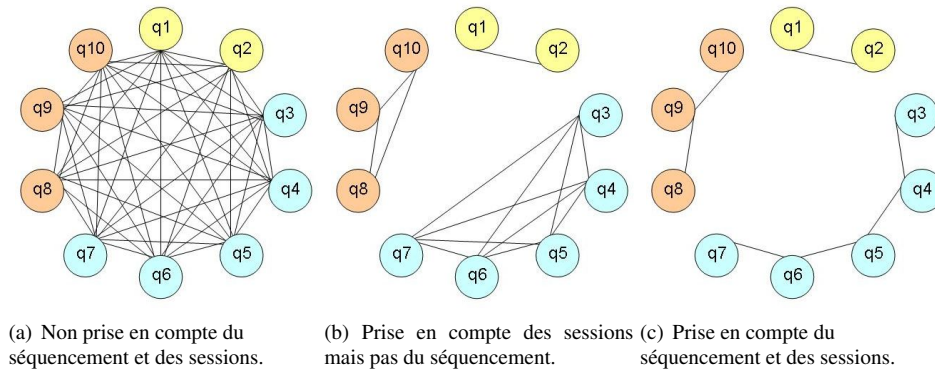 q1
q10
q2
q9
q3
q8
q4
q7
q5
q6
q1
q10
q2
q9
q3
q8
q4
q7
q5
q6
q1
q10
q2
q9
q3
q8
q4
q7
q5
q6
(a) Non prise en compte du
séquencement et des sessions.
(b) Prise en compte des sessions
mais pas du séquencement.
(c) Prise en compte du
séquencement et des sessions.